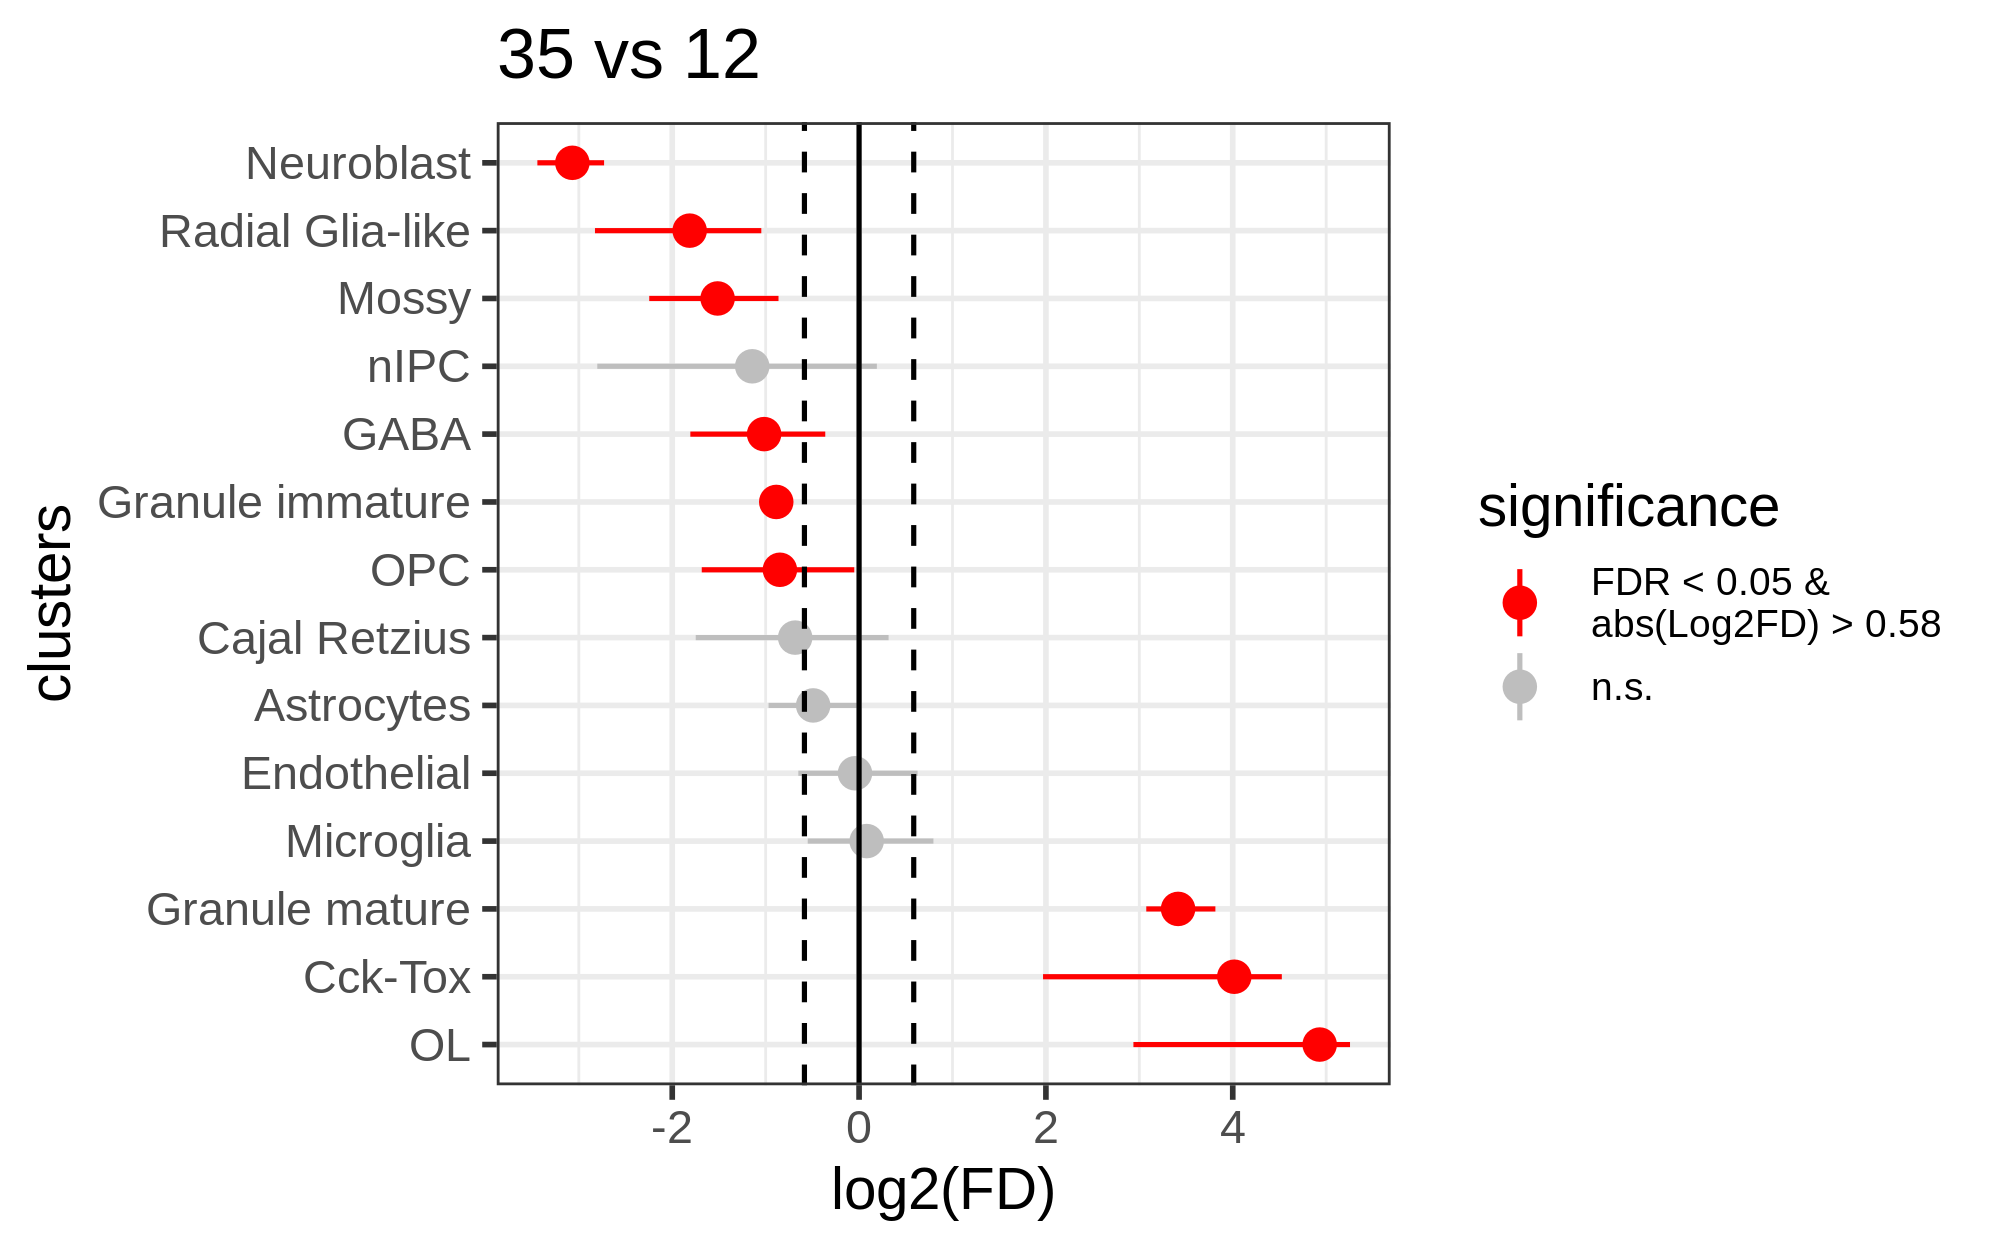 35 vs 12
Neuroblast
Radial Glia-like
Mossy
nIPC
GABA
Granule immature
OPC
Cajal Retzius
Astrocytes
Endothelial
Microglia
Granule mature
Cck-Tox
OL
clusters
-2 0 2 4
log2(FD)
significance
FDR < 0.05 &
abs(Log2FD) > 0.58
n.s.